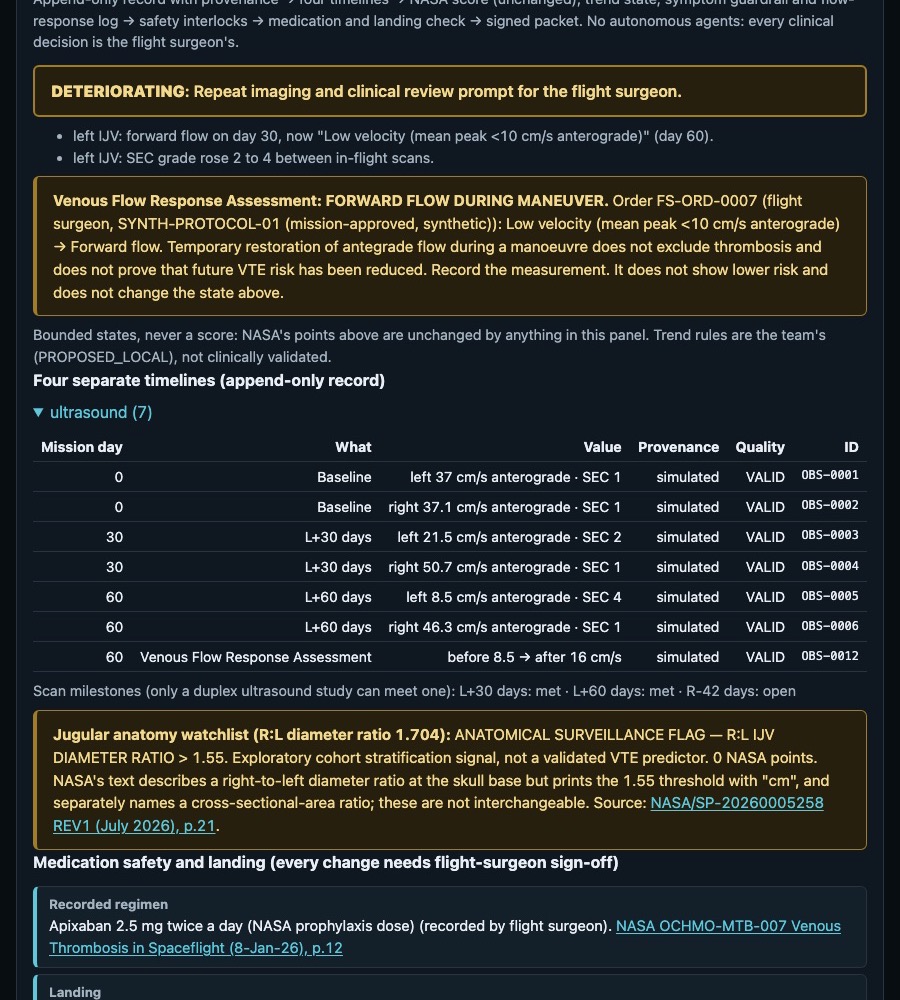 Append-only record with provenance → four timelines → NASA score (unchanged), trend state, symptom guardrail and flow-
response log → safety interlocks → medication and landing check → signed packet. No autonomous agents: every clinical
decision is the flight surgeon's.
DETERIORATING: Repeat imaging and clinical review prompt for the flight surgeon.
• left IJV: forward flow on day 30, now "Low velocity (mean peak <10 cm/s anterograde)" (day 60).
• left IJV: SEC grade rose 2 to 4 between in-flight scans.
Venous Flow Response Assessment: FORWARD FLOW DURING MANEUVER. Order FS-ORD-0007 (flight
surgeon, SYNTH-PROTOCOL-01 (mission-approved, synthetic)): Low velocity (mean peak <10 cm/s anterograde)
→ Forward flow. Temporary restoration of antegrade flow during a manoeuvre does not exclude thrombosis and
does not prove that future VTE risk has been reduced. Record the measurement. It does not show lower risk and
does not change the state above.
Bounded states, never a score: NASA's points above are unchanged by anything in this panel. Trend rules are the team's
(PROPOSED_LOCAL), not clinically validated.
Four separate timelines (append-only record)
▼ ultrasound (7)
Mission day What Value Provenance Quality ID
0 Baseline left 37 cm/s anterograde · SEC 1 simulated VALID OBS-0001
0 Baseline right 37.1 cm/s anterograde · SEC 1 simulated VALID OBS-0002
30 L+30 days left 21.5 cm/s anterograde · SEC 2 simulated VALID OBS-0003
30 L+30 days right 50.7 cm/s anterograde · SEC 1 simulated VALID OBS-0004
60 L+60 days left 8.5 cm/s anterograde · SEC 4 simulated VALID OBS-0005
60 L+60 days right 46.3 cm/s anterograde · SEC 1 simulated VALID OBS-0006
60 Venous Flow Response Assessment before 8.5 → after 16 cm/s simulated VALID OBS-0012
Scan milestones (only a duplex ultrasound study can meet one): L+30 days: met · L+60 days: met · R-42 days: open
Jugular anatomy watchlist (R:L diameter ratio 1.704): ANATOMICAL SURVEILLANCE FLAG — R:L IJV
DIAMETER RATIO > 1.55. Exploratory cohort stratification signal, not a validated VTE predictor. 0 NASA points.
NASA's text describes a right-to-left diameter ratio at the skull base but prints the 1.55 threshold with "cm", and
separately names a cross-sectional-area ratio; these are not interchangeable. Source: NASA/SP-20260005258
REV1 (July 2026), p.21.
Medication safety and landing (every change needs flight-surgeon sign-off)
Recorded regimen
Apixaban 2.5 mg twice a day (NASA prophylaxis dose) (recorded by flight surgeon). NASA OCHMO-MTB-007 Venous
Thrombosis in Spaceflight (8-Jan-26), p.12
Landing